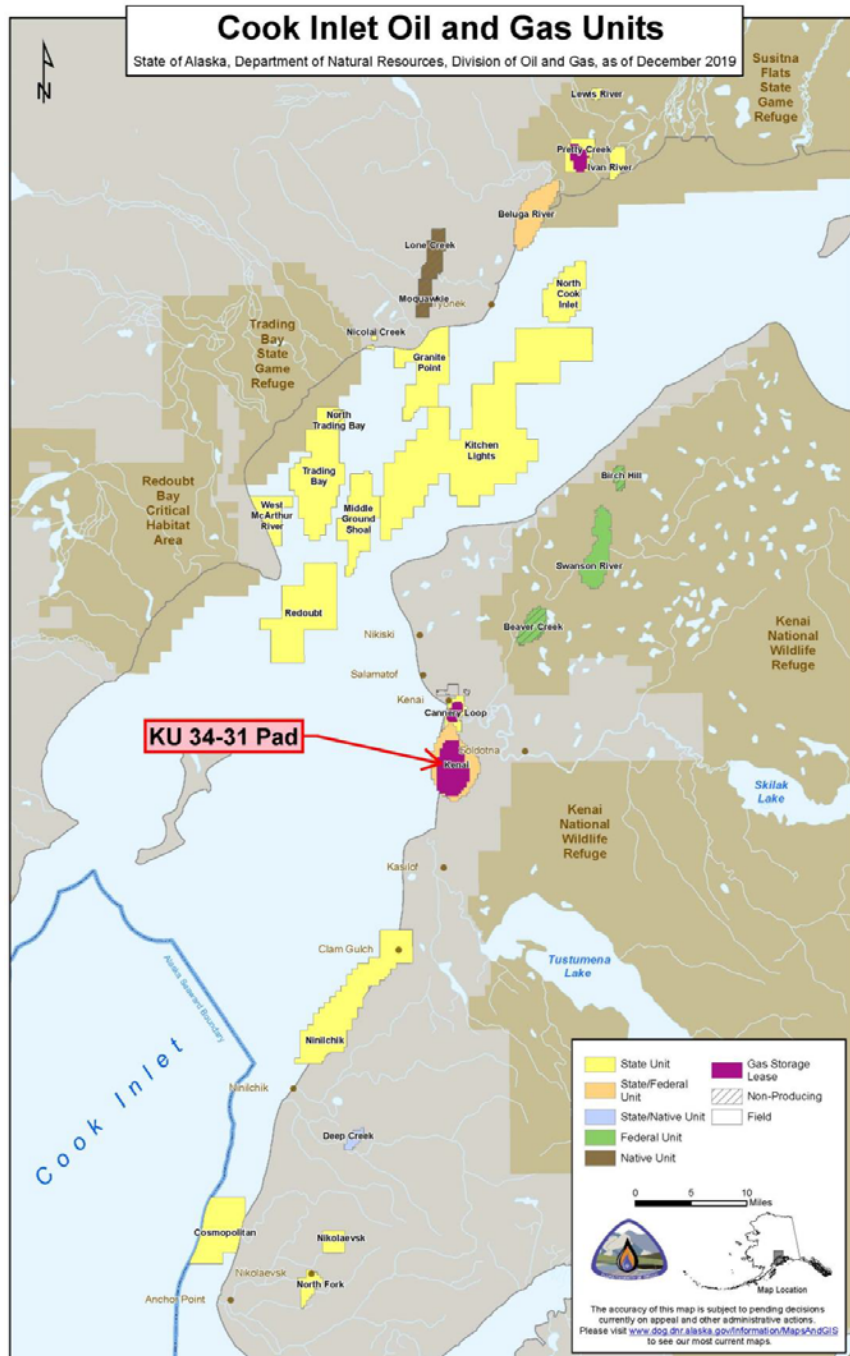 Cook Inlet Oil and Gas Units
State of Alaska, Department of Natural Resources, Division of Oil and Gas, as of December 2019
N
Susitna
Flats
State
Game
Refuge
Lewis River
Pretty Creek
Ivan River
Beluga River
Lone Creek
Moquawkie
Tyonek
North
Cook
Inlet
Trading
Bay
State
Game
Refuge
Nicolai Creek
Granite
Point
North
Trading Bay
Kitchen
Lights
Trading
Bay
Redoubt
Bay
Critical
Habitat
Area
West
McArthur
River
Middle
Ground
Shoal
Birch Hill
Swanson River
Redoubt
Beaver Creek
Kenai
National
Wildlife
Refuge
Nikiski
Salamatof
Kenai
Cannery Loop
KU 34-31 Pad
Soldotna
Kenai
Skilak
Lake
Kenai
National
Wildlife
Refuge
Kasilof
Clam Gulch
Tustumena
Lake
Alaska Seaward Boundary
Cook Inlet
Ninilchik
Ninilchik
Deep Creek
Cosmopolitan
Nikolaevsk
Nikolaevsk
North Fork
Anchor Point
State Unit
State/Federal
Unit
State/Native Unit
Federal Unit
Native Unit
Gas Storage
Lease
Non-Producing
Field
0 5 10
Miles
Map Location
The accuracy of this map is subject to pending decisions
currently on appeal and other administrative actions.
Please visit www.dog.dnr.alaska.gov/Information/MapsAndGIS
to see our most current maps.